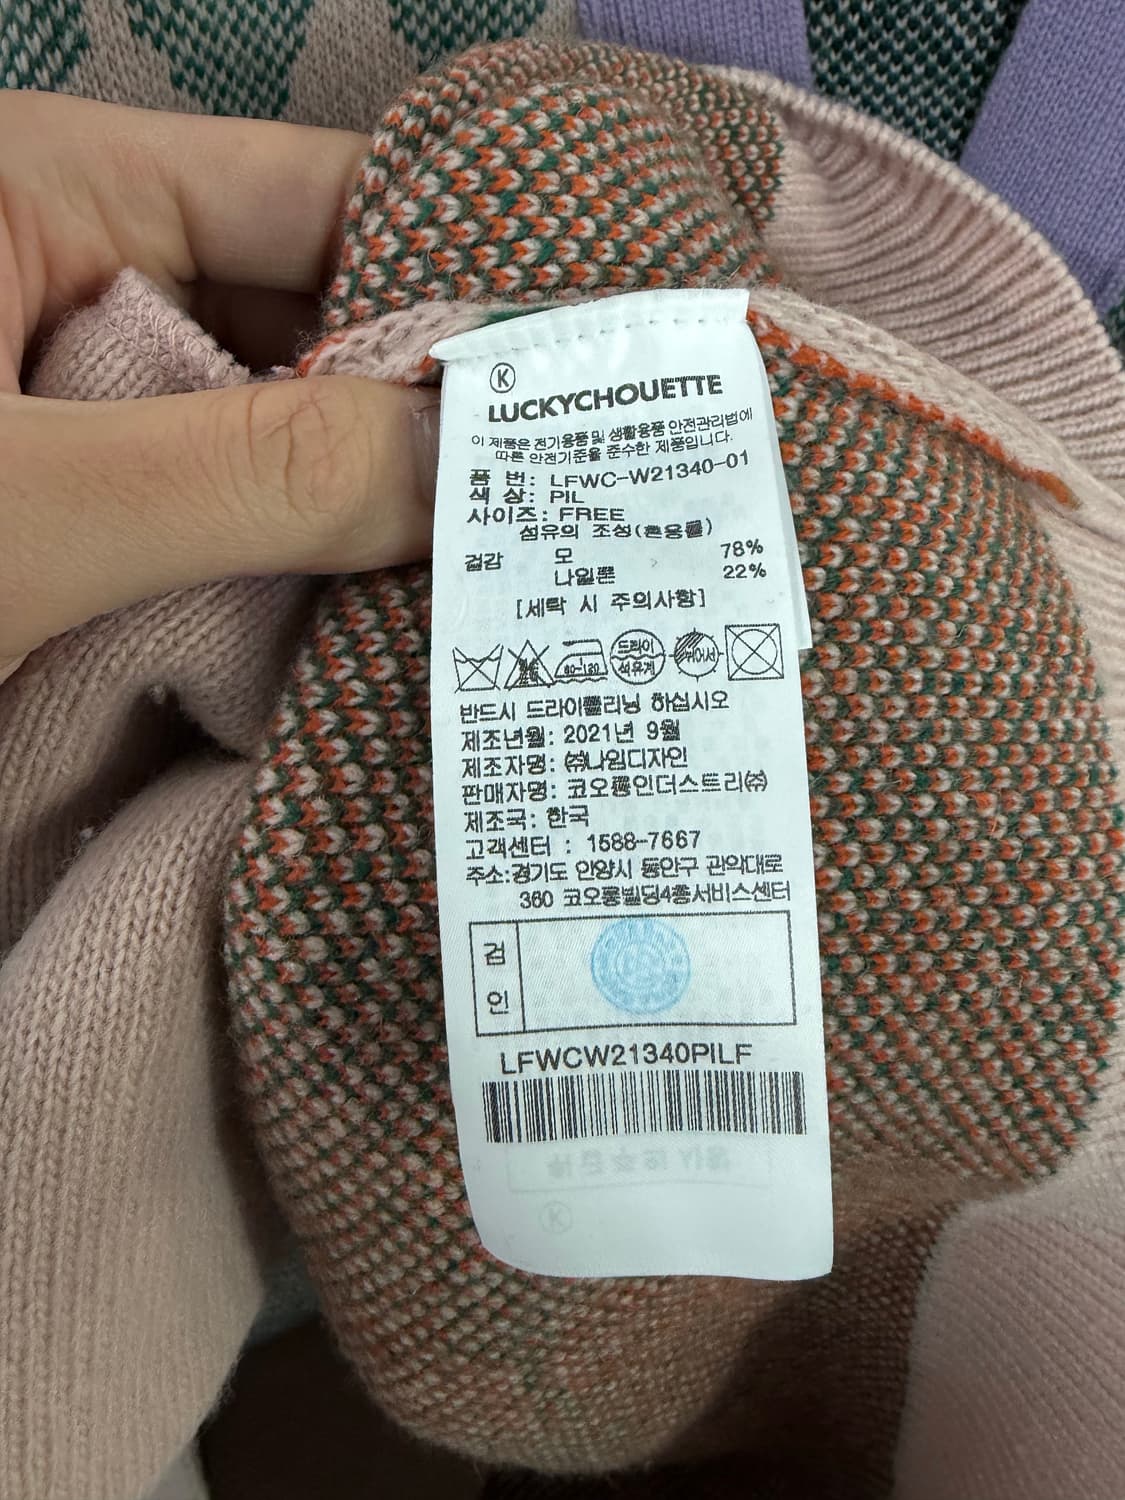 K
LUCKYCHOUETTE
이 제품은 전기용품 및 생활용품 안전관리법에
따른 안전기준을 준수한 제품입니다.
품 번: LFWC-W21340-01
색 상: PIL
사이즈: FREE
섬유의 조성(혼용률)
겉감 모 78%
나일론 22%
[세탁 시 주의사항]
80-120 드라이 석유계
반드시 드라이클리닝 하십시오
제조년월: 2021년 9월
제조자명: ㈜나임디자인
판매자명: 코오롱인더스트리㈜
제조국: 한국
고객센터 : 1588-7667
주소:경기도 안양시 동안구 관악대로
360 코오롱빌딩4층서비스센터
검
인
LFWCW21340PILF